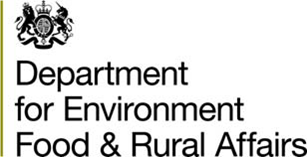 Department
for Environment
Food & Rural Affairs